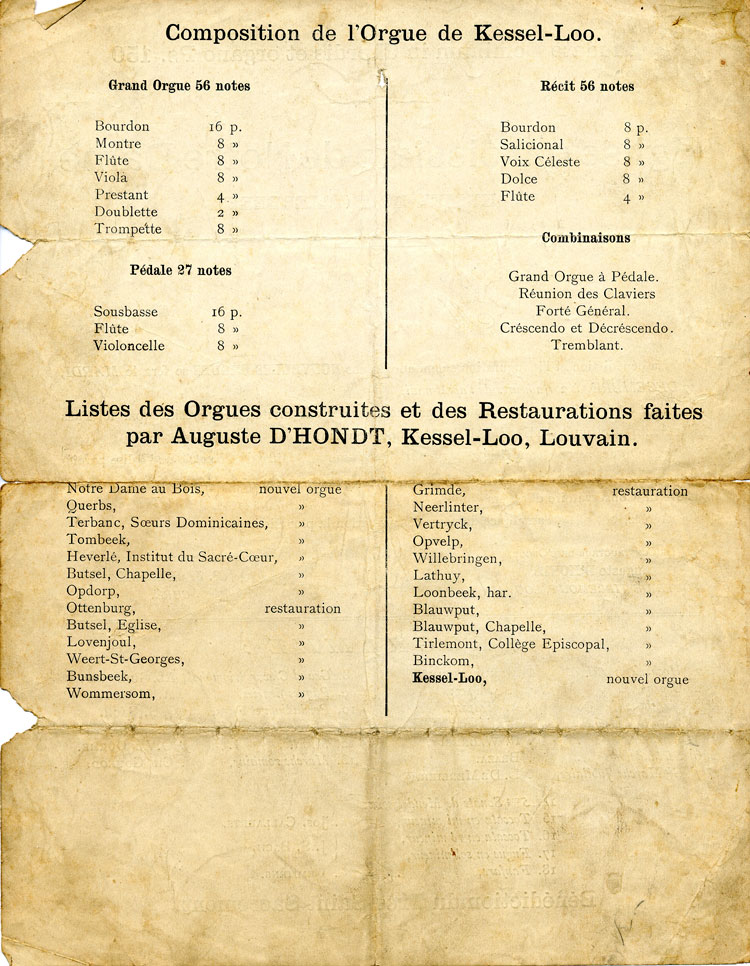 Composition de l'Orgue de Kessel-Loo.
Grand Orgue 56 notes
Bourdon 16 p.
Montre 8 »
Flûte 8 »
Viola 8 »
Prestant 4 »
Doublette 2 »
Trompette 8 »
Pédale 27 notes
Sousbasse 16 p.
Flûte 8 »
Violoncelle 8 »
Récit 56 notes
Bourdon 8 p.
Salicional 8 »
Voix Céleste 8 »
Dolce 8 »
Flûte 4 »
Combinaisons
Grand Orgue à Pédale.
Réunion des Claviers
Forté Général.
Créscendo et Décréscendo.
Tremblant.
Listes des Orgues construites et des Restaurations faites
par Auguste D'HONDT, Kessel-Loo, Louvain.
Notre Dame au Bois, nouvel orgue
Querbs, »
Terbanc, Sœurs Dominicaines, »
Tombeek, »
Heverlé, Institut du Sacré-Cœur, »
Butsel, Chapelle, »
Opdorp, »
Ottenburg, restauration
Butsel, Eglise, »
Lovenjoul, »
Weert-St-Georges, »
Bunsbeek, »
Wommersom, »
Grimde, restauration
Neerlinter, »
Vertryck, »
Opvelp, »
Willebringen, »
Lathuy, »
Loonbeek, har. »
Blauwput, »
Blauwput, Chapelle, »
Tirlemont, Collège Episcopal, »
Binckom, »
Kessel-Loo, nouvel orgue